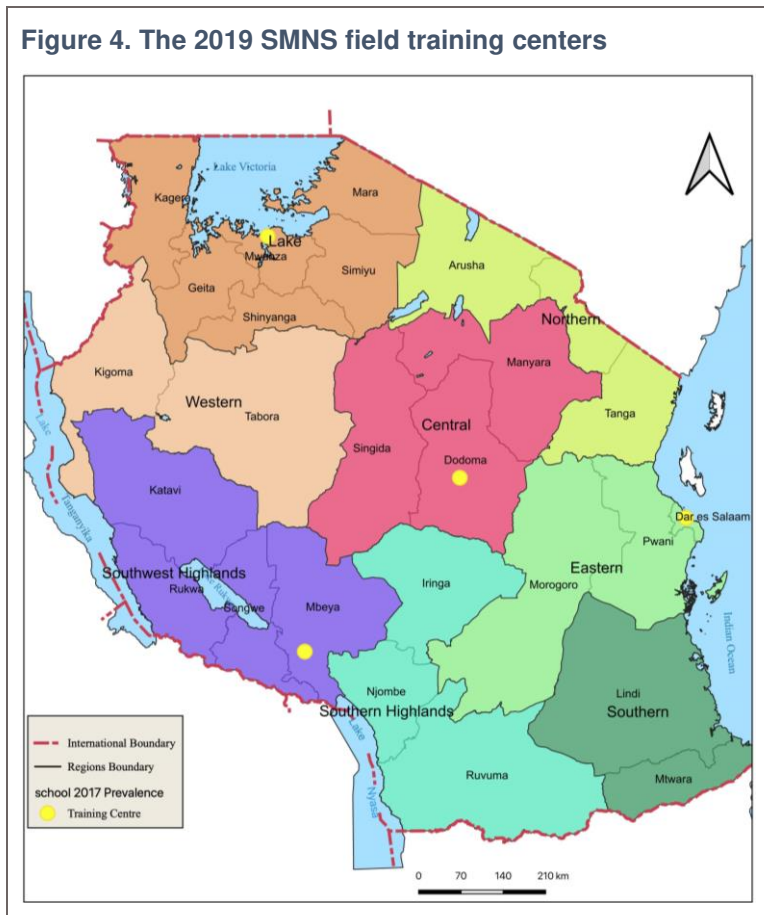 Figure 4. The 2019 SMNS field training centers
Lake Victoria
Kagera
Mara
Lake
Mwanza
Simiyu
Geita
Shinyanga
Arusha
Northern
Kigoma
Western
Tabora
Manyara
Central
Singida
Dodoma
Tanga
Katavi
Lake
Tanganyika
Dar es Salaam
Pwani
Eastern
Morogoro
Iringa
Southwest Highlands
Rukwa
Songwe
Mbeya
Indian Ocean
Njombe
Southern Highlands
Lindi
Southern
Lake
Nyasa
Ruvuma
Mtwara
International Boundary
Regions Boundary
school 2017 Prevalence
Training Centre
0 70 140 210 km